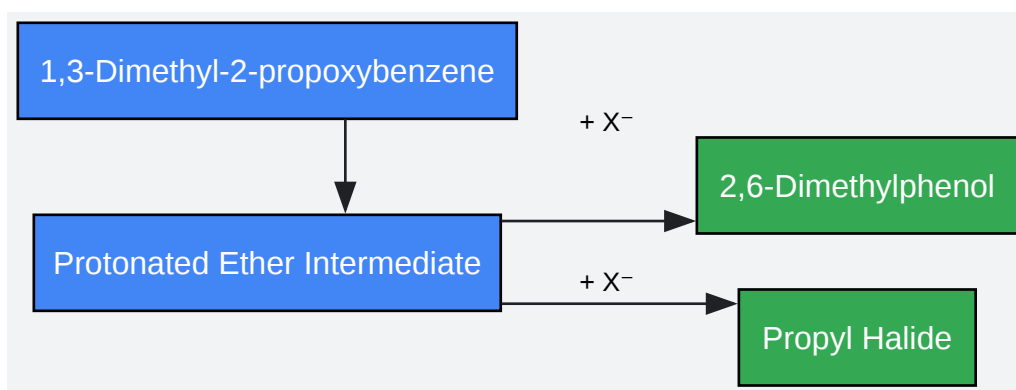 1,3-Dimethyl-2-propoxybenzene
+ X⁻
2,6-Dimethylphenol
Protonated Ether Intermediate
+ X⁻
Propyl Halide